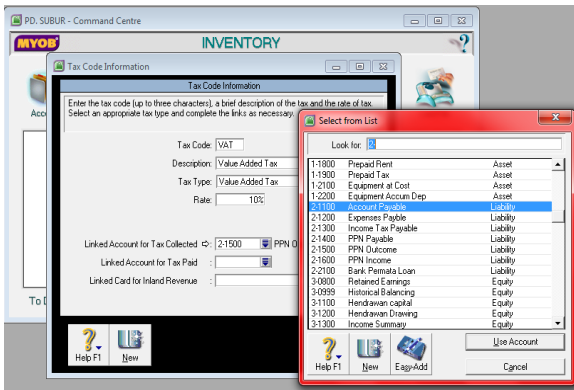 PD. SUBUR - Command Centre
MYOB
INVENTORY
Tax Code Information
Tax Code Information
Enter the tax code (up to three characters), a brief description of the tax and the rate of tax.
Select an appropriate tax type and complete the links as necessary.
Tax Code: VAT
Description: Value Added Tax
Tax Type: Value Added Tax
Rate: 10%
Linked Account for Tax Collected ⇨: 2-1500 PPN O
Linked Account for Tax Paid :
Linked Card for Inland Revenue :
Help F1
New
Acc
To D
Select from List
Look for: 2-
1-1800 Prepaid Rent Asset
1-1900 Prepaid Tax Asset
1-2100 Equipment at Cost Asset
1-2200 Equipment Accum Dep Asset
2-1100 Account Payable Liability
2-1200 Expenses Payble Liability
2-1300 Income Tax Payable Liability
2-1400 PPN Payable Liability
2-1500 PPN Outcome Liability
2-1600 PPN Income Liability
2-2100 Bank Permata Loan Liability
3-0800 Retained Earnings Equity
3-0999 Historical Balancing Equity
3-1100 Hendrawan capital Equity
3-1200 Hendrawan Drawing Equity
3-1300 Income Summary Equity
Help F1
New
Easy-Add
Use Account
Cancel